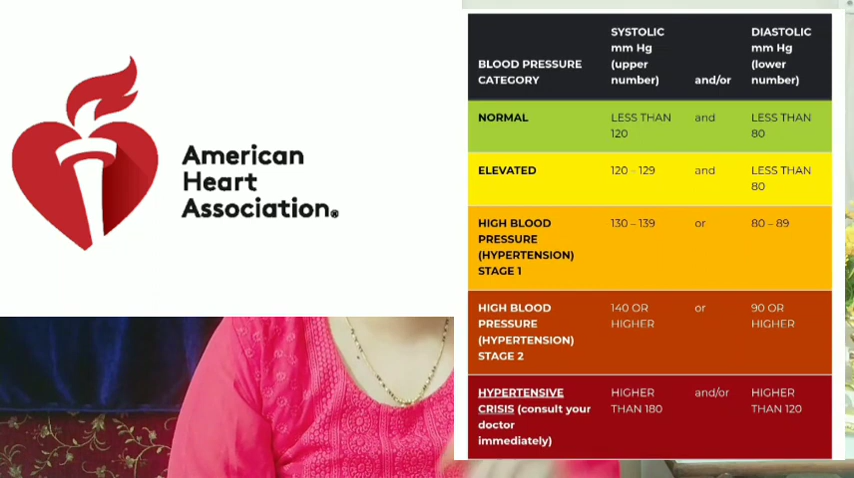 American
Heart
Association®
BLOOD PRESSURE
CATEGORY
SYSTOLIC
mm Hg
(upper
number)
and/or
DIASTOLIC
mm Hg
(lower
number)
NORMAL
LESS THAN
120
and
LESS THAN
80
ELEVATED
120 – 129
and
LESS THAN
80
HIGH BLOOD
PRESSURE
(HYPERTENSION)
STAGE 1
130 – 139
or
80 – 89
HIGH BLOOD
PRESSURE
(HYPERTENSION)
STAGE 2
140 OR
HIGHER
or
90 OR
HIGHER
HYPERTENSIVE
CRISIS (consult your
doctor
immediately)
HIGHER
THAN 180
and/or
HIGHER
THAN 120